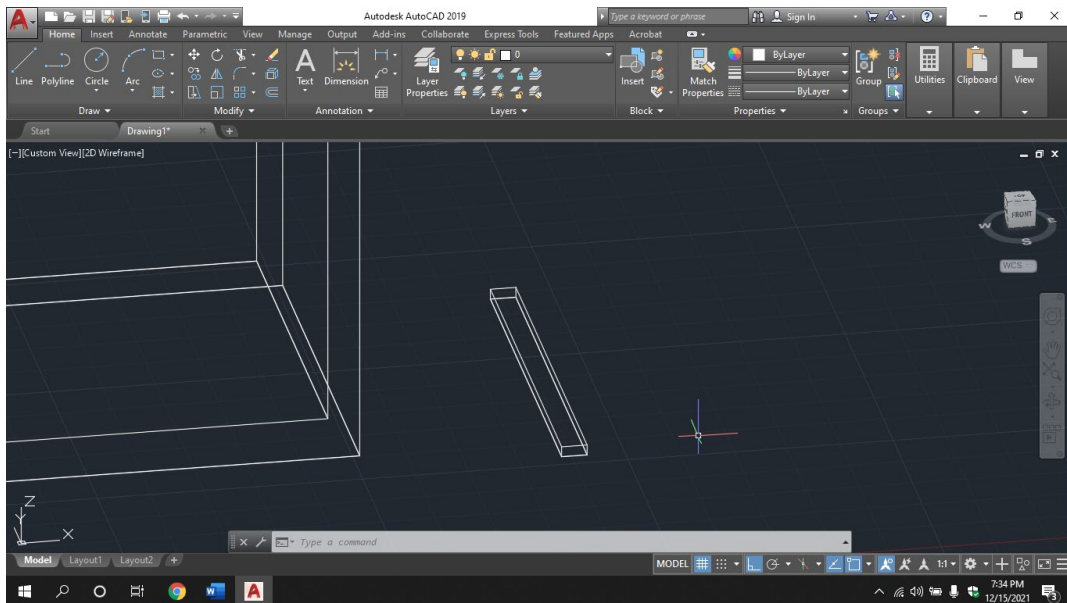 A Autodesk AutoCAD 2019 Type a keyword or phrase Sign In
Home Insert Annotate Parametric View Manage Output Add-ins Collaborate Express Tools Featured Apps Acrobat
0 ByLayer
ByLayer
ByLayer
Line Polyline Circle Arc Text Dimension Layer Properties Insert Match Properties Group Utilities Clipboard View
Draw Modify Annotation Layers Block Properties Groups
Start Drawing1* +
[−][Custom View][2D Wireframe]
FRONT
W S
WCS
Z
Y
X
Type a command
Model Layout1 Layout2 + MODEL 1:1
7:34 PM
12/15/2021
3